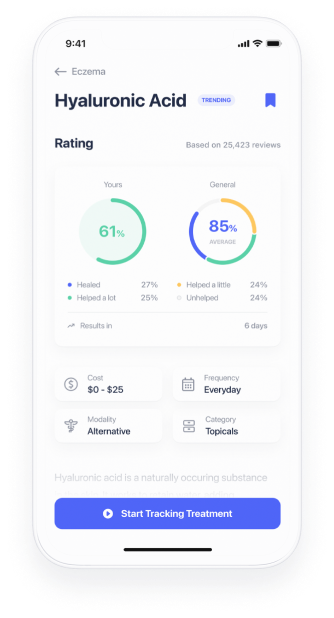 9:41
Eczema
Hyaluronic Acid TRENDING
Rating Based on 25,423 reviews
Yours General
61% 85%
AVERAGE
Healed 27% Helped a little 24%
Helped a lot 25% Unhelped 24%
Results in 6 days
Cost Frequency
$0 - $25 Everyday
Modality Category
Alternative Topicals
Hyaluronic acid is a naturally occuring substance
Start Tracking Treatment